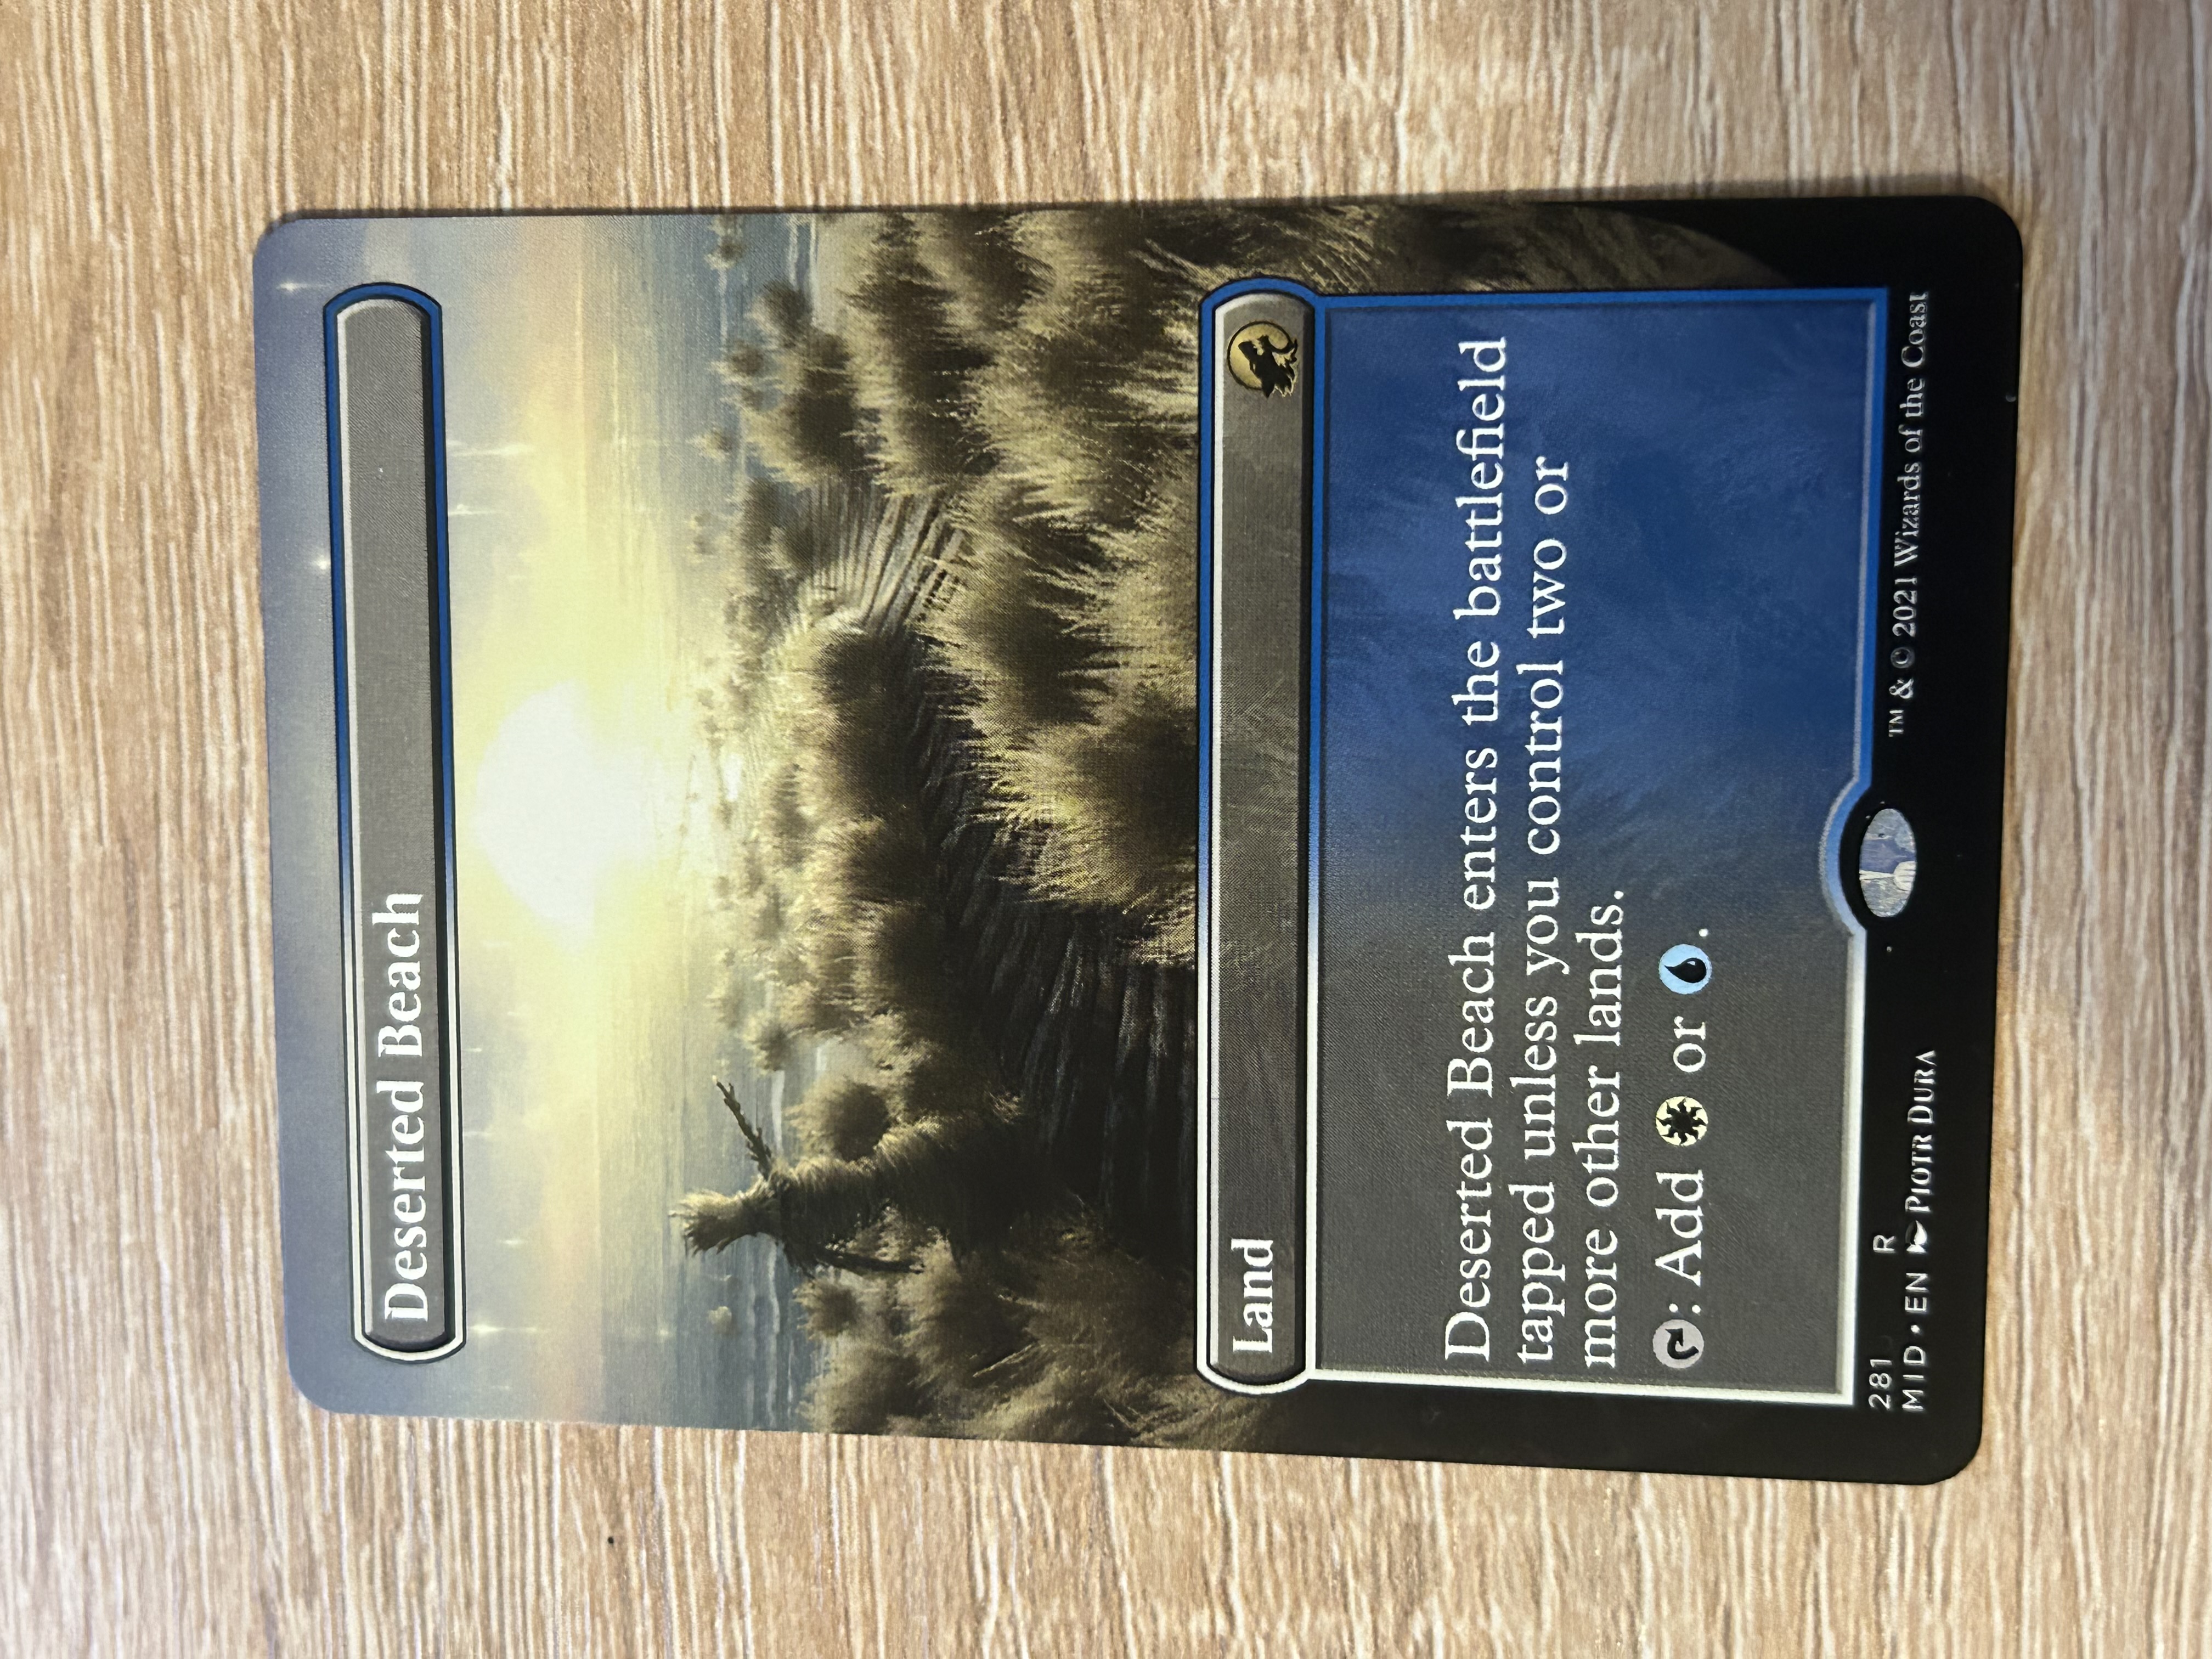 Deserted Beach
Land
Deserted Beach enters the battlefield
tapped unless you control two or
more other lands.
: Add or .
281 R
MID • EN PIOTR DURA
™ & © 2021 Wizards of the Coast